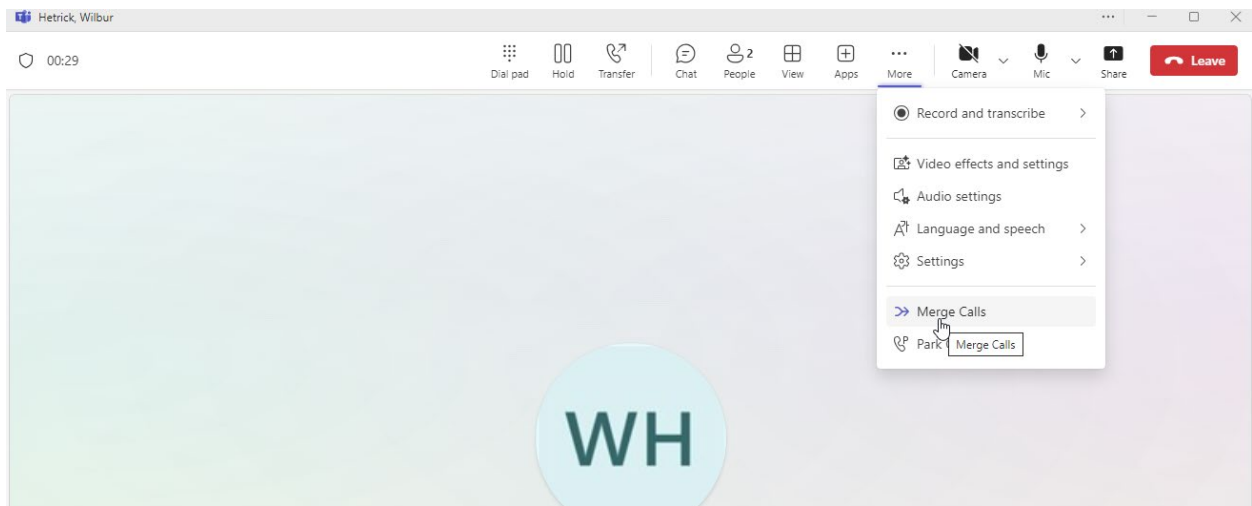 Hetrick, Wilbur
00:29
Dial pad
Hold
Transfer
Chat
2
People
View
Apps
More
Camera
Mic
Share
Leave
Record and transcribe
Video effects and settings
Audio settings
Language and speech
Settings
Merge Calls
Park
Merge Calls
WH